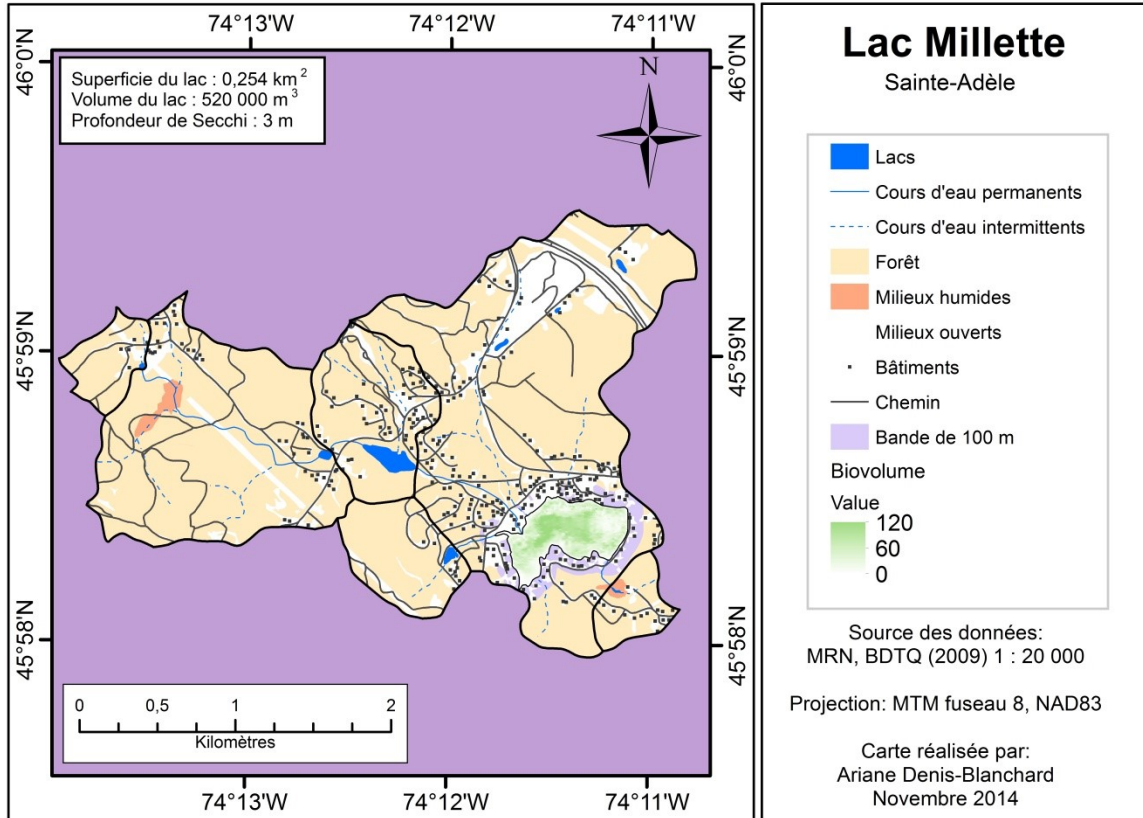 74°13'W
74°12'W
74°11'W
46°0'N
46°0'N
Superficie du lac : 0,254 km²
Volume du lac : 520 000 m³
Profondeur de Secchi : 3 m
N
45°59'N
45°59'N
45°58'N
45°58'N
0 0,5 1 2
Kilomètres
74°13'W
74°12'W
74°11'W
Lac Millette
Sainte-Adèle
Lacs
Cours d'eau permanents
Cours d'eau intermittents
Forêt
Milieux humides
Milieux ouverts
Bâtiments
Chemin
Bande de 100 m
Biovolume
Value
120
60
0
Source des données:
MRN, BDTQ (2009) 1 : 20 000
Projection: MTM fuseau 8, NAD83
Carte réalisée par:
Ariane Denis-Blanchard
Novembre 2014